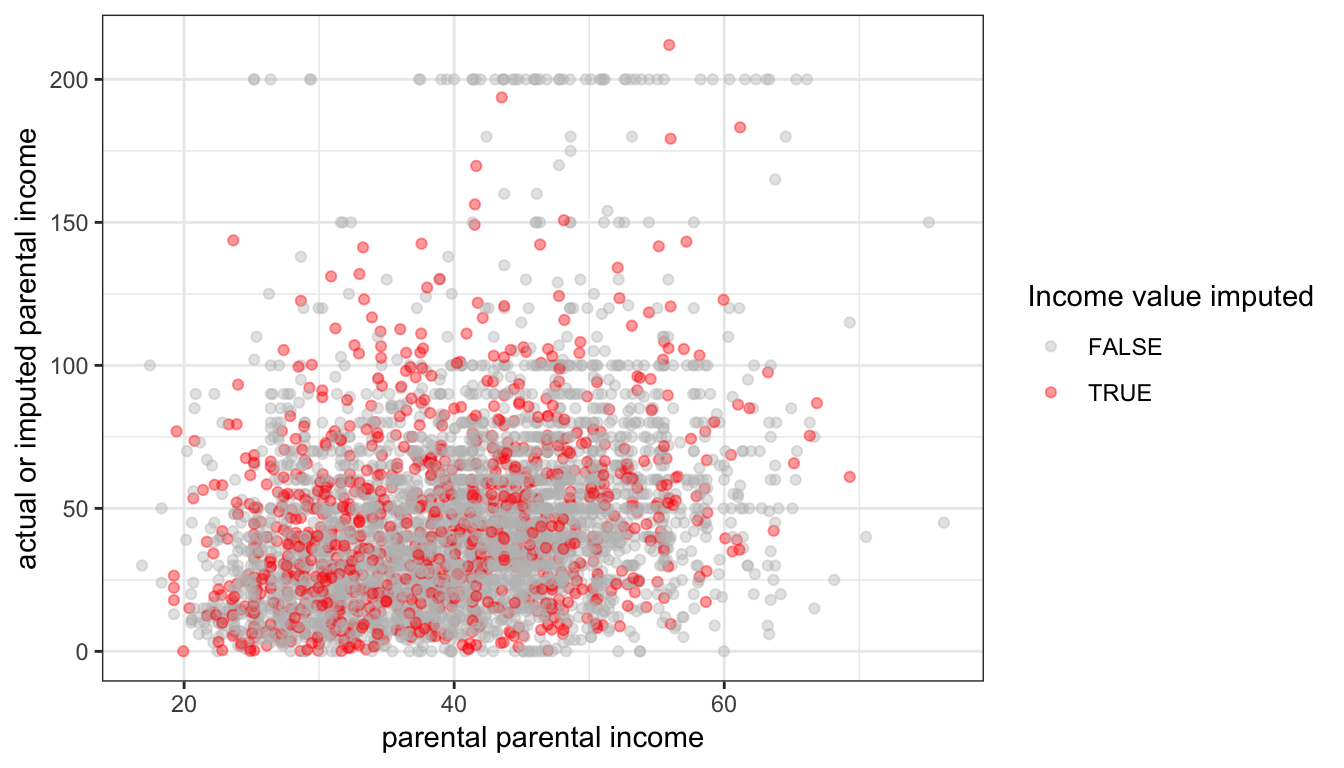 200
150
100
50
0
actual or imputed parental income
20 40 60
parental parental income
Income value imputed
FALSE
TRUE